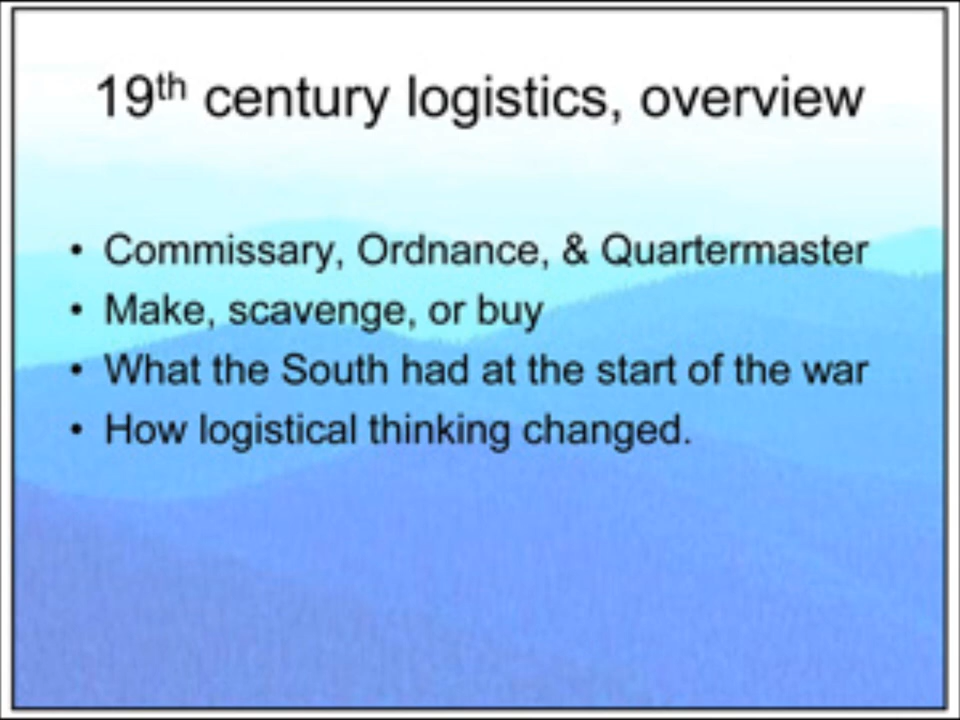 19th century logistics, overview
• Commissary, Ordnance, & Quartermaster
• Make, scavenge, or buy
• What the South had at the start of the war
• How logistical thinking changed.